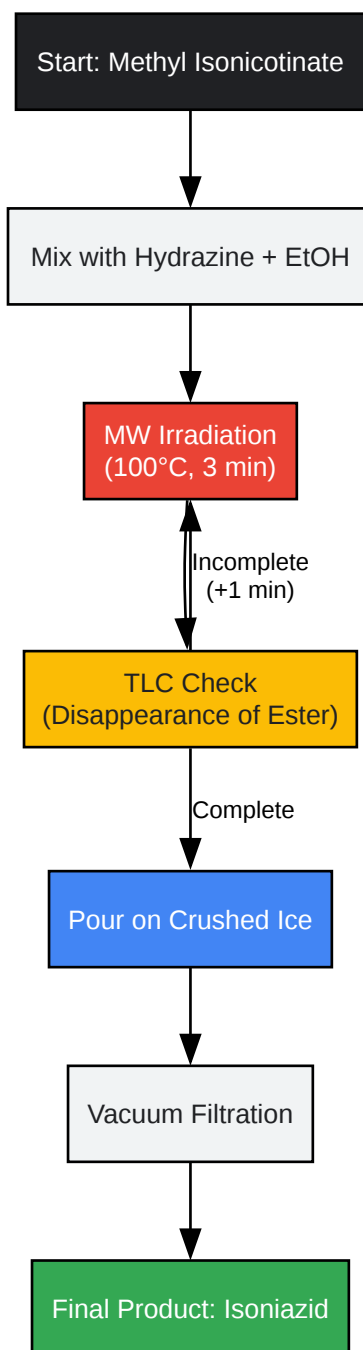 Start: Methyl Isonicotinate
Mix with Hydrazine + EtOH
MW Irradiation
(100°C, 3 min)
Incomplete
(+1 min)
TLC Check
(Disappearance of Ester)
Complete
Pour on Crushed Ice
Vacuum Filtration
Final Product: Isoniazid